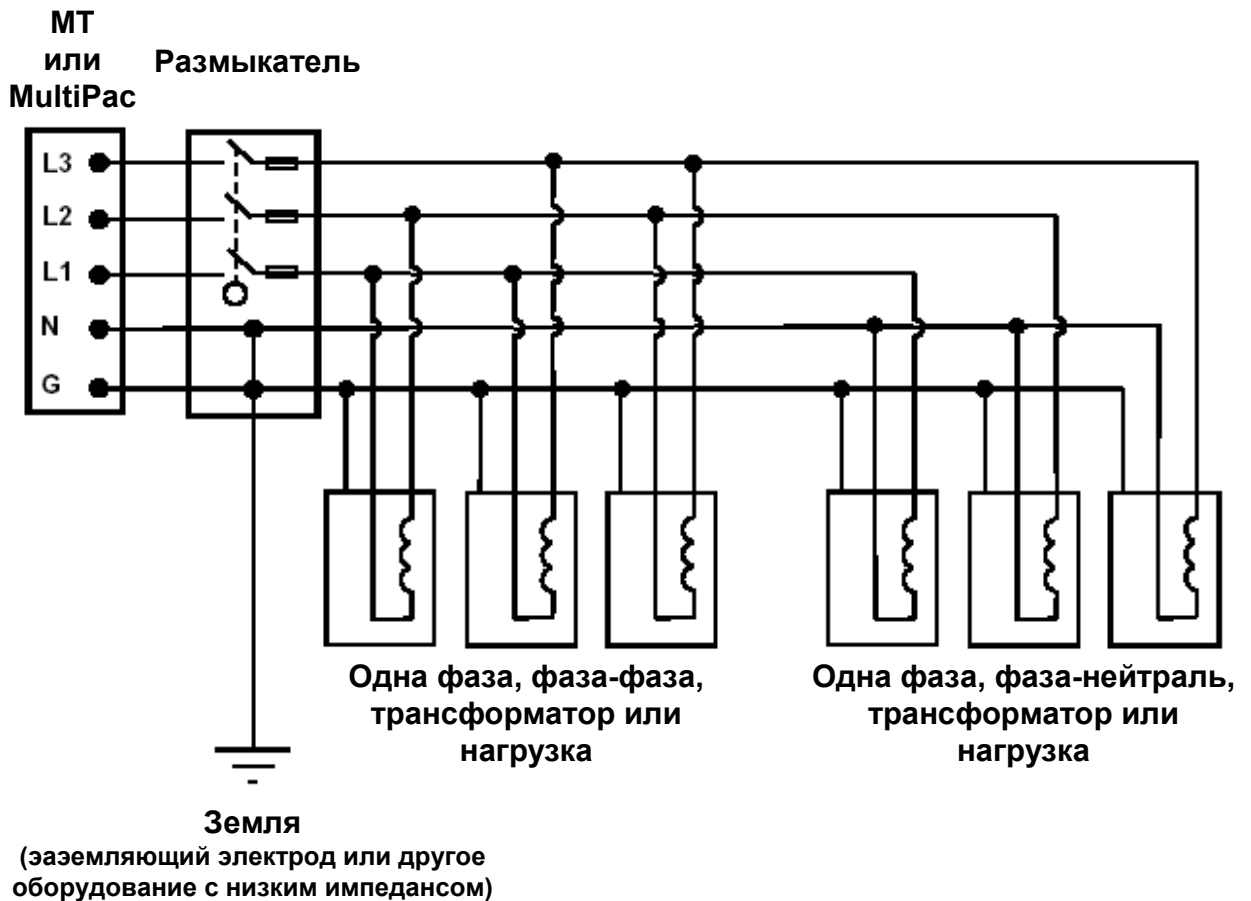 МТ
или
MultiPac
Размыкатель
L3
L2
L1
N
G
Одна фаза, фаза-фаза,
трансформатор или
нагрузка
Одна фаза, фаза-нейтраль,
трансформатор или
нагрузка
Земля
(эаэемляющий электрод или другое
оборудование с низким импедансом)